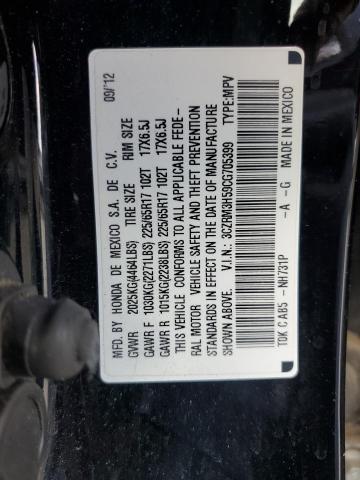 MFD. BY HONDA DE MEXICO S.A. DE C.V. 09/12
GVWR 2025KG(4464LBS) TIRE SIZE RIM SIZE
GAWR F 1030KG(2271LBS) 225/65R17 102T 17X6.5J
GAWR R 1015KG(2238LBS) 225/65R17 102T 17X6.5J
THIS VEHICLE CONFORMS TO ALL APPLICABLE FEDE-
RAL MOTOR VEHICLE SAFETY AND THEFT PREVENTION
STANDARDS IN EFFECT ON THE DATE OF MANUFACTURE
SHOWN ABOVE. V.I.N.: 3CZRM3H59CG705399 TYPE:MPV
T0K C AB5 -NH731P -A -G MADE IN MEXICO